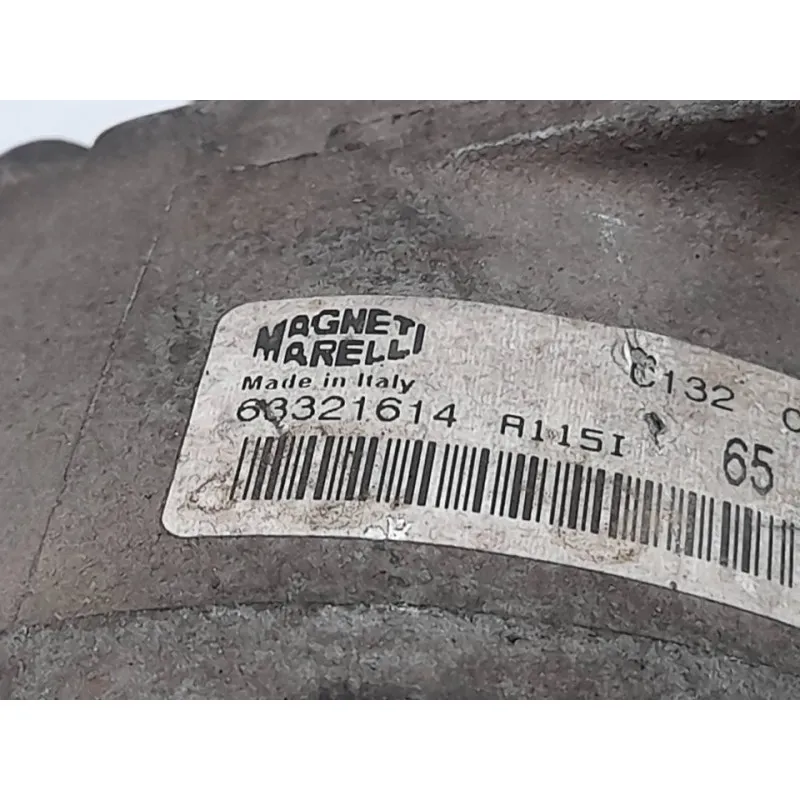 MAGNETI
MARELLI
Made in Italy
63321614 A115I
C132
65